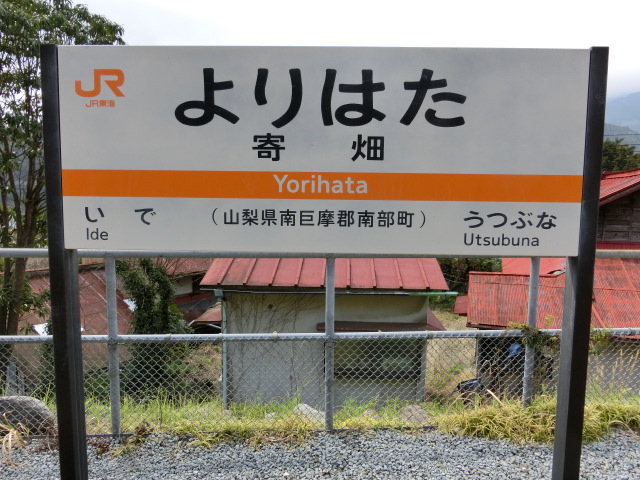 JR
JR東海
よりはた
寄 畑
Yorihata
いで
Ide
（山梨県南巨摩郡南部町）
うつぶな
Utsubuna